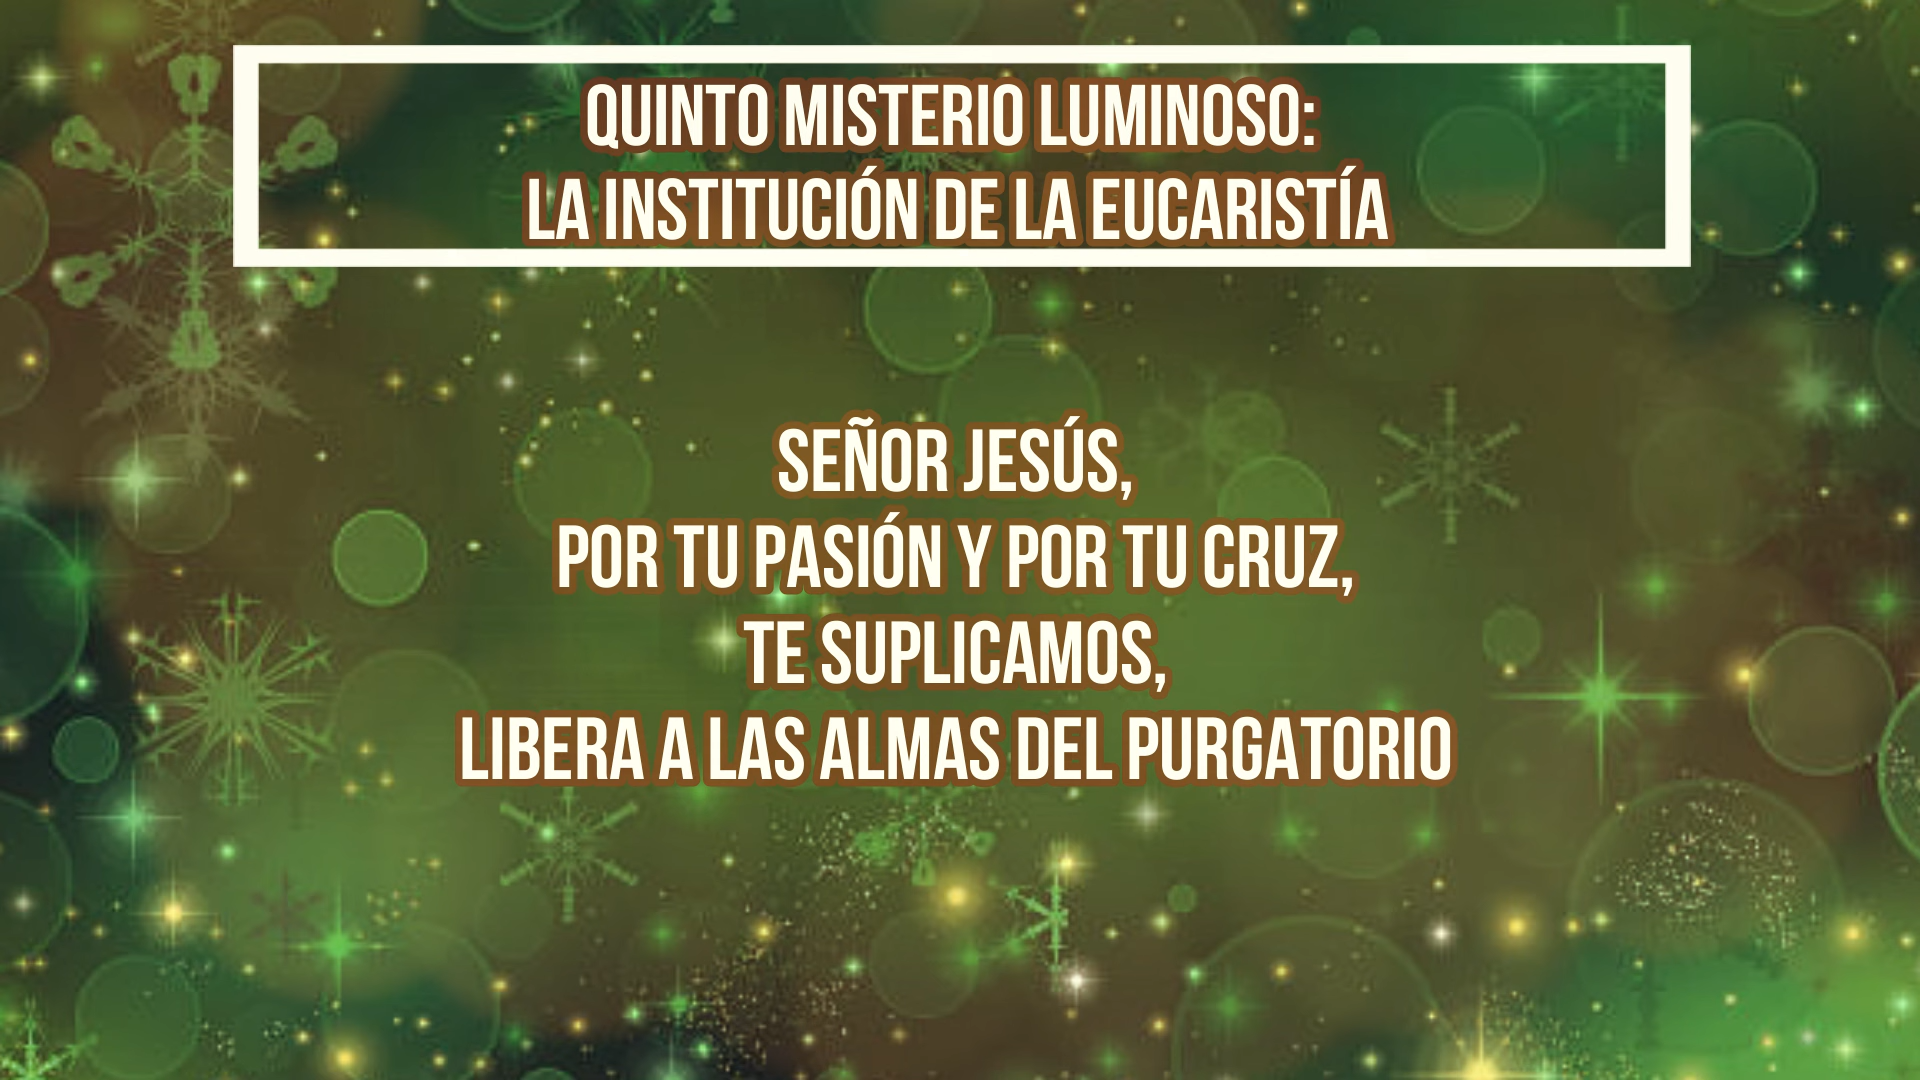 QUINTO MISTERIO LUMINOSO:
LA INSTITUCIÓN DE LA EUCARISTÍA
SEÑOR JESÚS,
POR TU PASIÓN Y POR TU CRUZ,
TE SUPLICAMOS,
LIBERA A LAS ALMAS DEL PURGATORIO